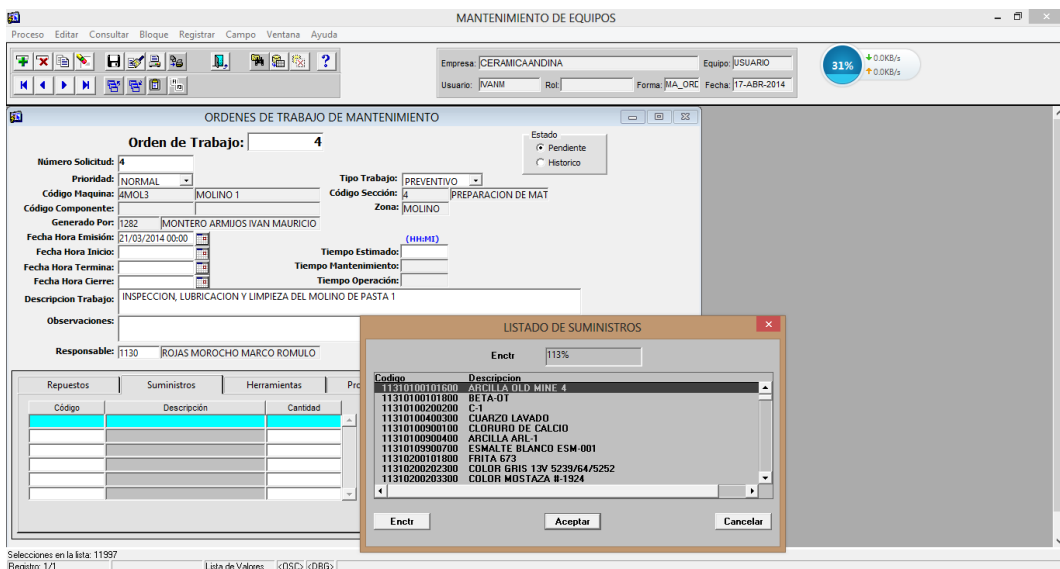 MANTENIMIENTO DE EQUIPOS
Proceso Editar Consultar Bloque Registrar Campo Ventana Ayuda
Empresa: CERAMICAANDINA Equipo: USUARIO
Usuario: IVANM Rol: Forma: MA_ORD Fecha: 17-ABR-2014
31% 0.0KB/s
0.0KB/s
ORDENES DE TRABAJO DE MANTENIMIENTO
Orden de Trabajo: 4
Estado
Pendiente
Historico
Número Solicitud: 4
Prioridad: NORMAL Tipo Trabajo: PREVENTIVO
Código Maquina: 4MOL3 MOLINO 1 Código Sección: 4 PREPARACION DE MAT
Código Componente: Zona: MOLINO
Generado Por: 1282 MONTERO ARMIJOS IVAN MAURICIO
Fecha Hora Emisión: 21/03/2014 00:00 (HH:MI)
Fecha Hora Inicio: Tiempo Estimado:
Fecha Hora Termina: Tiempo Mantenimiento:
Fecha Hora Cierre: Tiempo Operación:
Descripcion Trabajo: INSPECCION, LUBRICACION Y LIMPIEZA DEL MOLINO DE PASTA 1
Observaciones:
Responsable: 1130 ROJAS MOROCHO MARCO ROMULO
Repuestos Suministros Herramientas Pro
Código Descripción Cantidad
LISTADO DE SUMINISTROS
Enctr 113%
Codigo Descripcion
11310100101600 ARCILLA OLD MINE 4
11310100101800 BETA-OT
11310100200200 C-1
11310100400300 CUARZO LAVADO
11310100900100 CLORURO DE CALCIO
11310100900400 ARCILLA ARL-1
11310109900700 ESMALTE BLANCO ESM-001
11310200101800 FRITA 673
11310200202300 COLOR GRIS 13V 5239/64/5252
11310200203300 COLOR MOSTAZA #-1924
Enctr Aceptar Cancelar
Selecciones en la lista: 11997
Registro: 1/1 Lista de Valores <OSC> <DBG>